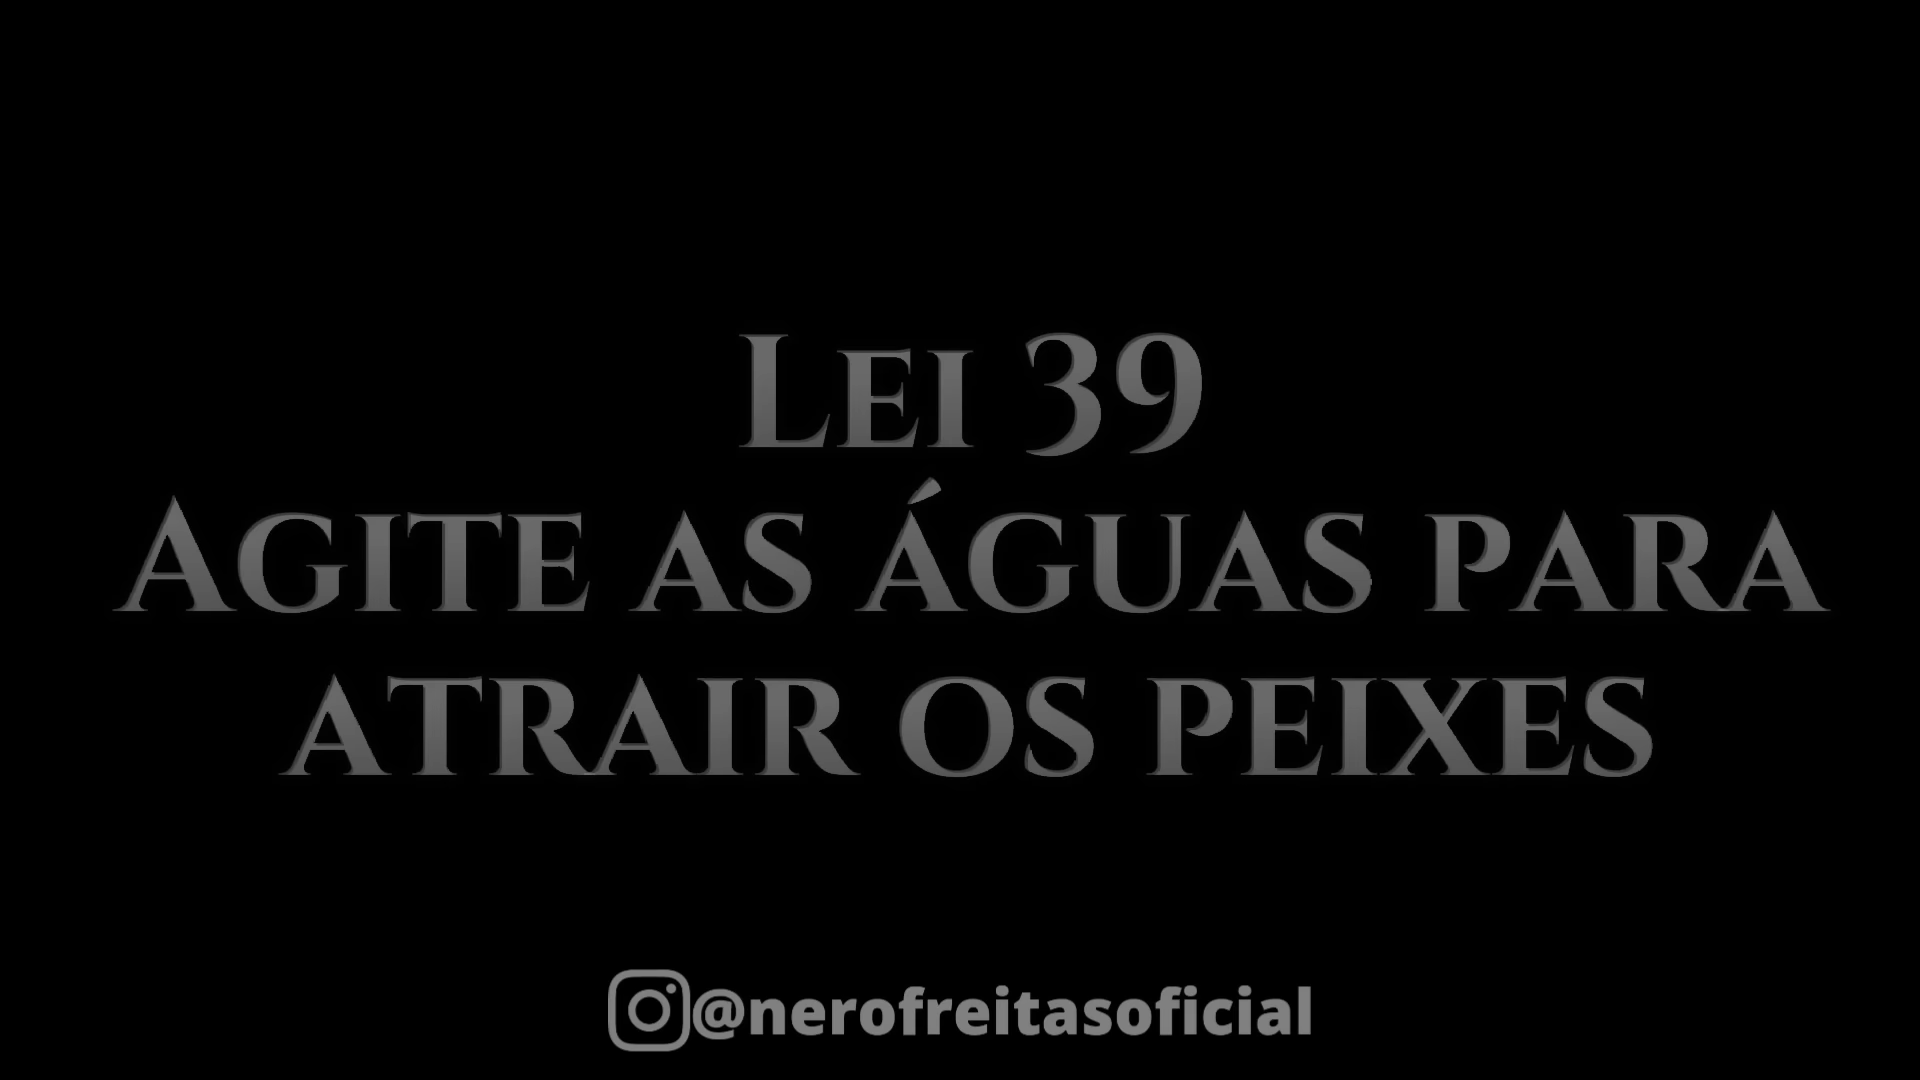 Lei 39
Agite as águas para
atrair os peixes
@nerofreitasoficial